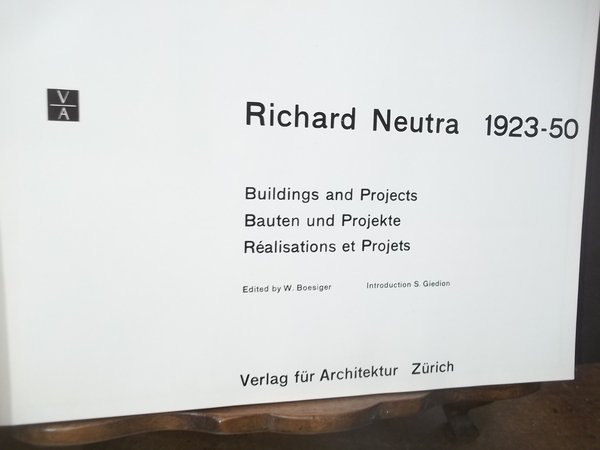 V
A
Richard Neutra 1923-50
Buildings and Projects
Bauten und Projekte
Réalisations et Projets
Edited by W. Boesiger Introduction S. Giedion
Verlag für Architektur Zürich